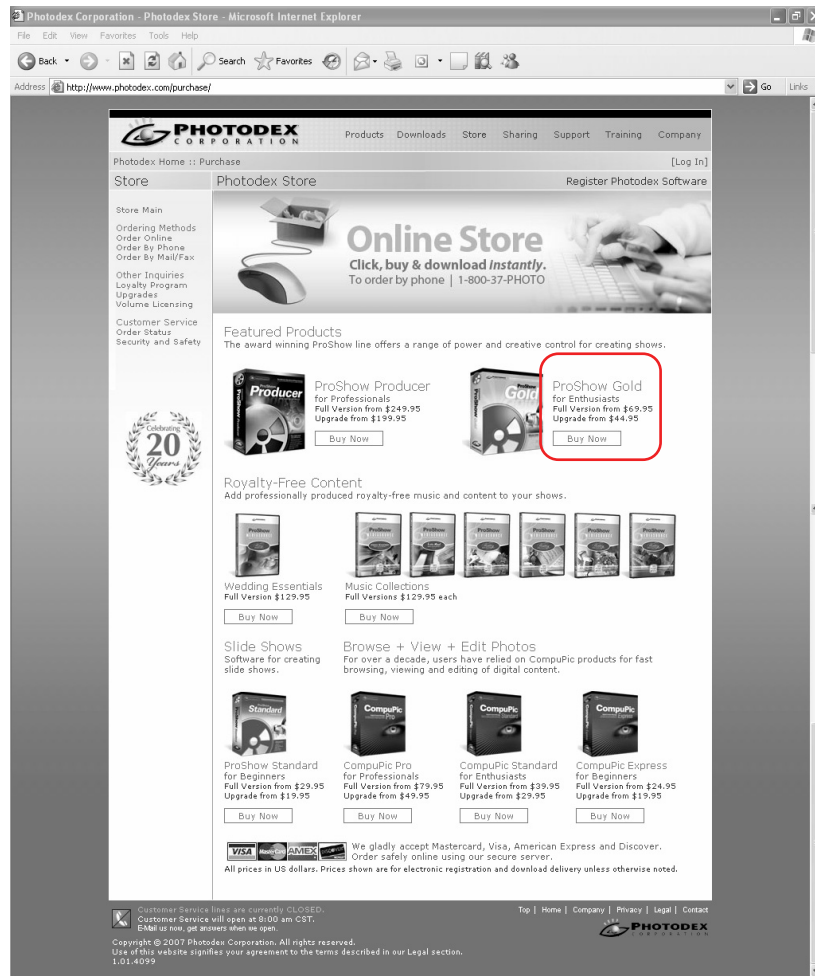 Photodex Corporation - Photodex Store - Microsoft Internet Explorer
File Edit View Favorites Tools Help
Back Search Favorites
Address http://www.photodex.com/purchase/ Go Links
PHOTODEX
CORPORATION
Products Downloads Store Sharing Support Training Company
Photodex Home :: Purchase [Log In]
Store
Photodex Store Register Photodex Software
Store Main
Ordering Methods
Order Online
Order By Phone
Order By Mail/Fax
Other Inquiries
Loyalty Program
Upgrades
Volume Licensing
Customer Service
Order Status
Security and Safety
Celebrating
20
Years
Online Store
Click, buy & download instantly.
To order by phone | 1-800-37-PHOTO
Featured Products
The award winning ProShow line offers a range of power and creative control for creating shows.
Producer
ProShow Producer
for Professionals
Full Version from $249.95
Upgrade from $199.95
Buy Now
Gold
ProShow Gold
for Enthusiasts
Full Version from $69.95
Upgrade from $44.95
Buy Now
Royalty-Free Content
Add professionally produced royalty-free music and content to your shows.
Wedding Essentials
Full Version $129.95
Buy Now
Music Collections
Full Versions $129.95 each
Buy Now
Slide Shows
Software for creating
slide shows.
Browse + View + Edit Photos
For over a decade, users have relied on CompuPic products for fast
browsing, viewing and editing of digital content.
Standard
ProShow Standard
for Beginners
Full Version from $29.95
Upgrade from $19.95
Buy Now
CompuPic
Pro
CompuPic Pro
for Professionals
Full Version from $79.95
Upgrade from $49.95
Buy Now
CompuPic
Standard
CompuPic Standard
for Enthusiasts
Full Version from $39.95
Upgrade from $29.95
Buy Now
CompuPic
Express
CompuPic Express
for Beginners
Full Version from $24.95
Upgrade from $19.95
Buy Now
VISA MasterCard AMEX DISCOVER
We gladly accept Mastercard, Visa, American Express and Discover.
Order safely online using our secure server.
All prices in US dollars. Prices shown are for electronic registration and download delivery unless otherwise noted.
Customer Service lines are currently CLOSED.
Customer Service will open at 8:00 am CST.
E-Mail us now, get answers when we open.
Top | Home | Company | Privacy | Legal | Contact
PHOTODEX
CORPORATION
Copyright © 2007 Photodex Corporation. All rights reserved.
Use of this website signifies your agreement to the terms described in our Legal section.
1.01.4099